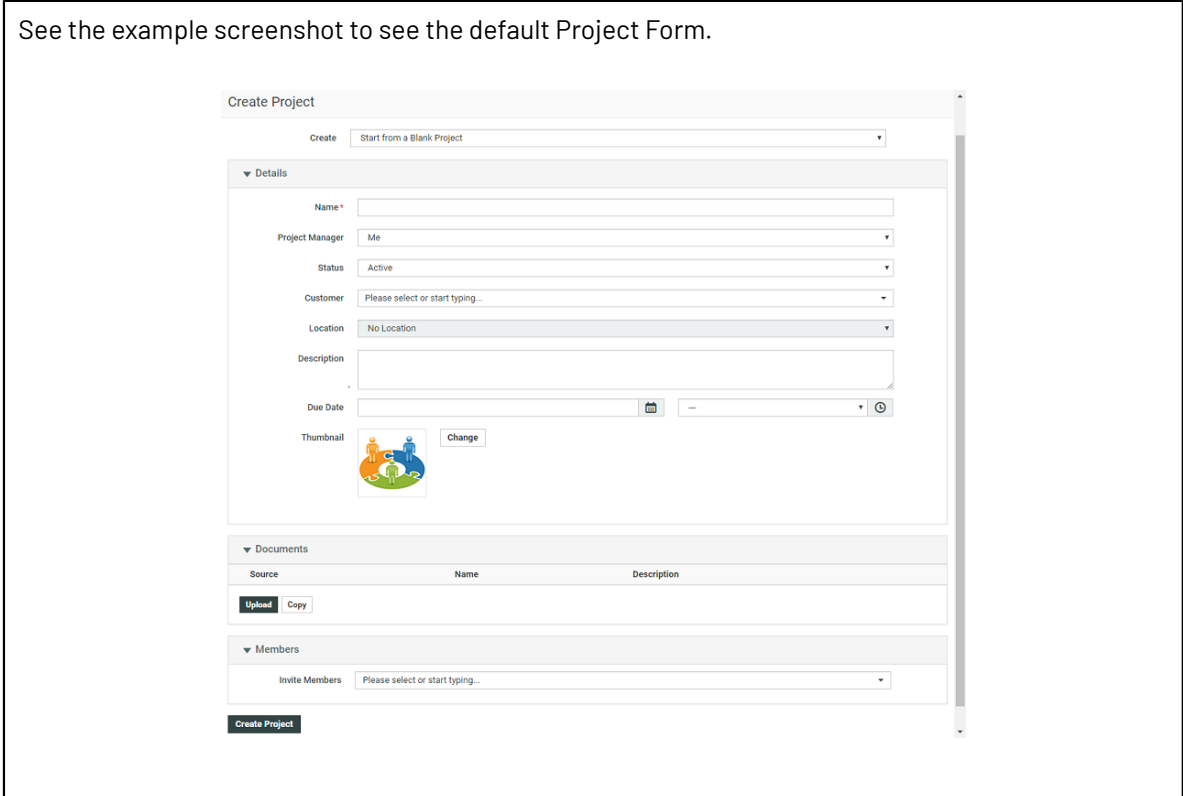 See the example screenshot to see the default Project Form.
Create Project
Create Start from a Blank Project
Details
Name*
Project Manager Me
Status Active
Customer Please select or start typing...
Location No Location
Description
Due Date ---
Thumbnail Change
Documents
Source Name Description
Upload Copy
Members
Invite Members Please select or start typing...
Create Project